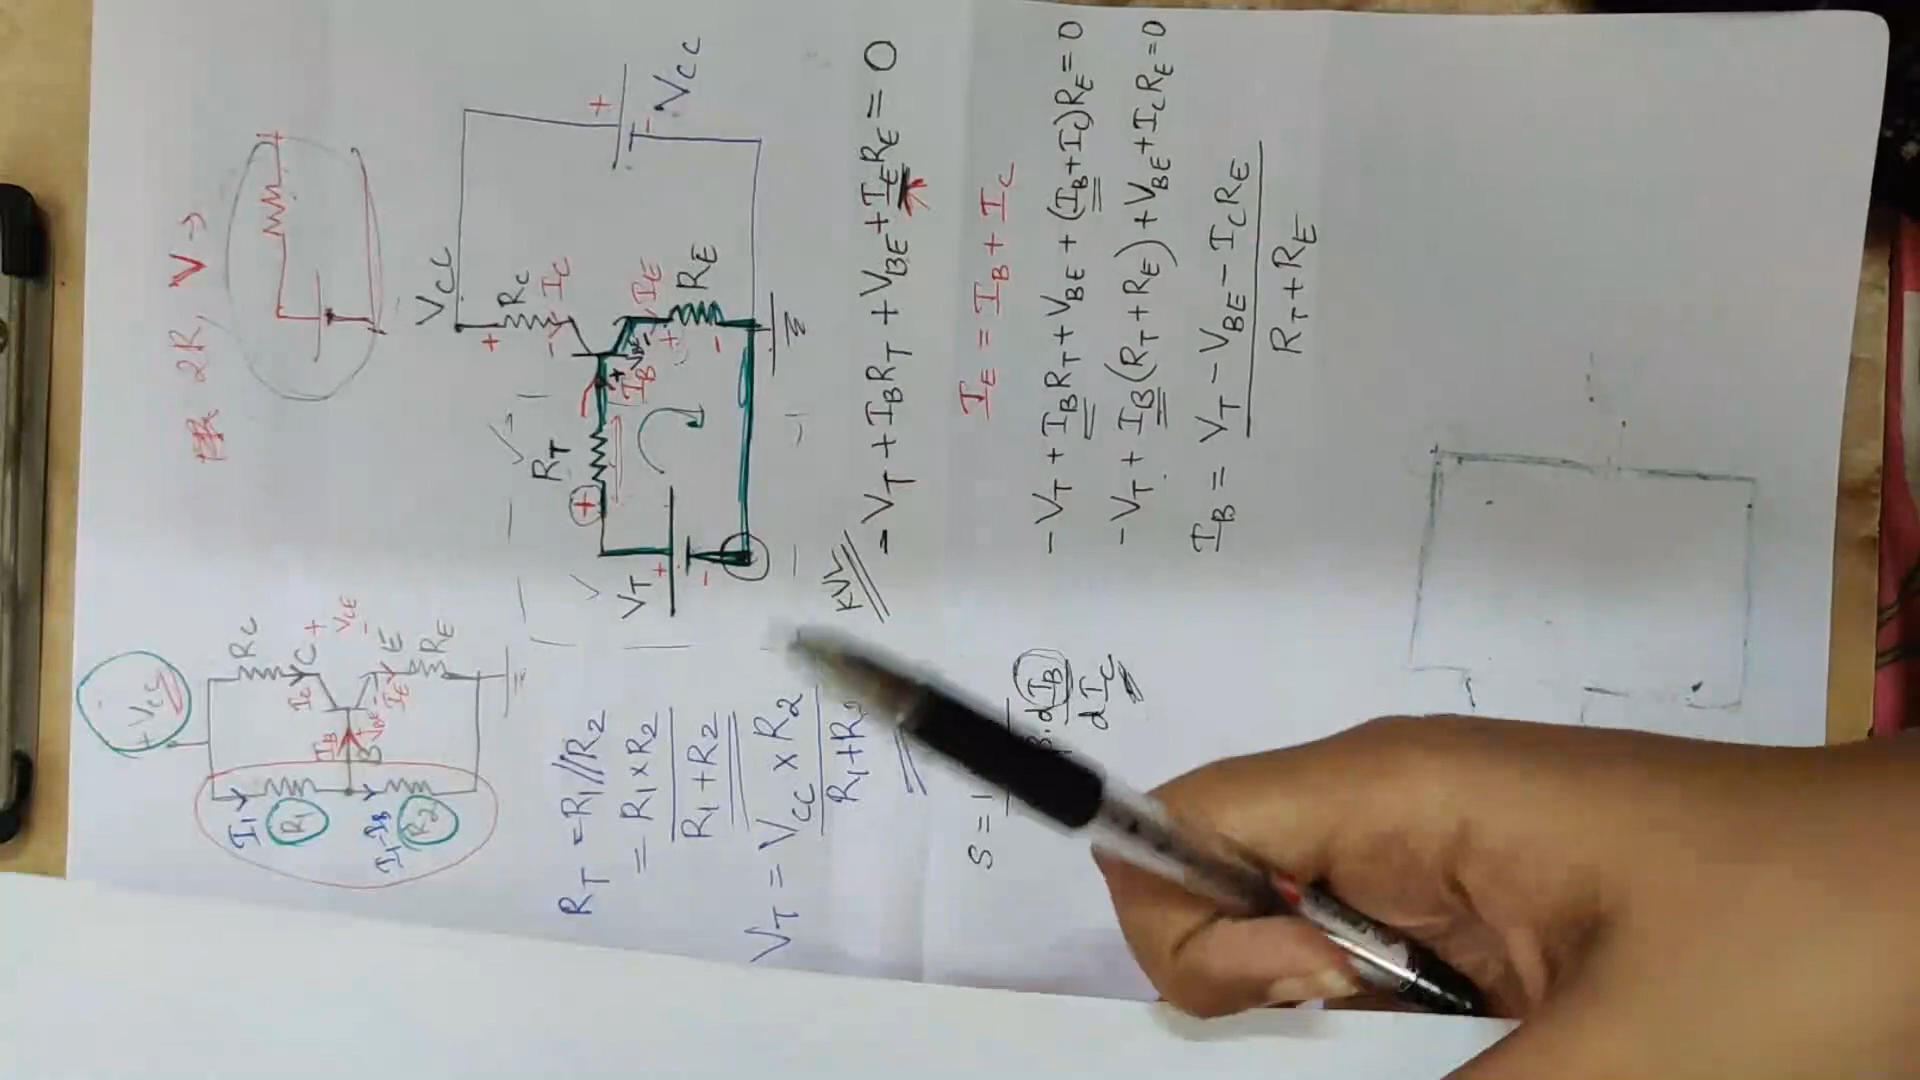 +VCC
RC
IC
C
+
VCE
-
IB
B
VBE
E
IE
RE
I1
R1
I1-IB
R2
2R, V→
VCC
+
-
VCC
RC
+
-
IC
RT
+
IB
+
VBE
-
IE
+
-
RE
VT
+
-
RT = R1//R2
= R1×R2
R1+R2
VT = VCC × R2
R1+R2
KVL
-VT + IBRT + VBE + IERE = 0
IE = IB + IC
-VT + IBRT + VBE + (IB+IC)RE = 0
-VT + IB(RT+RE) + VBE + ICRE = 0
IB = VT - VBE - ICRE
RT + RE
S = 1
dIB
dIC